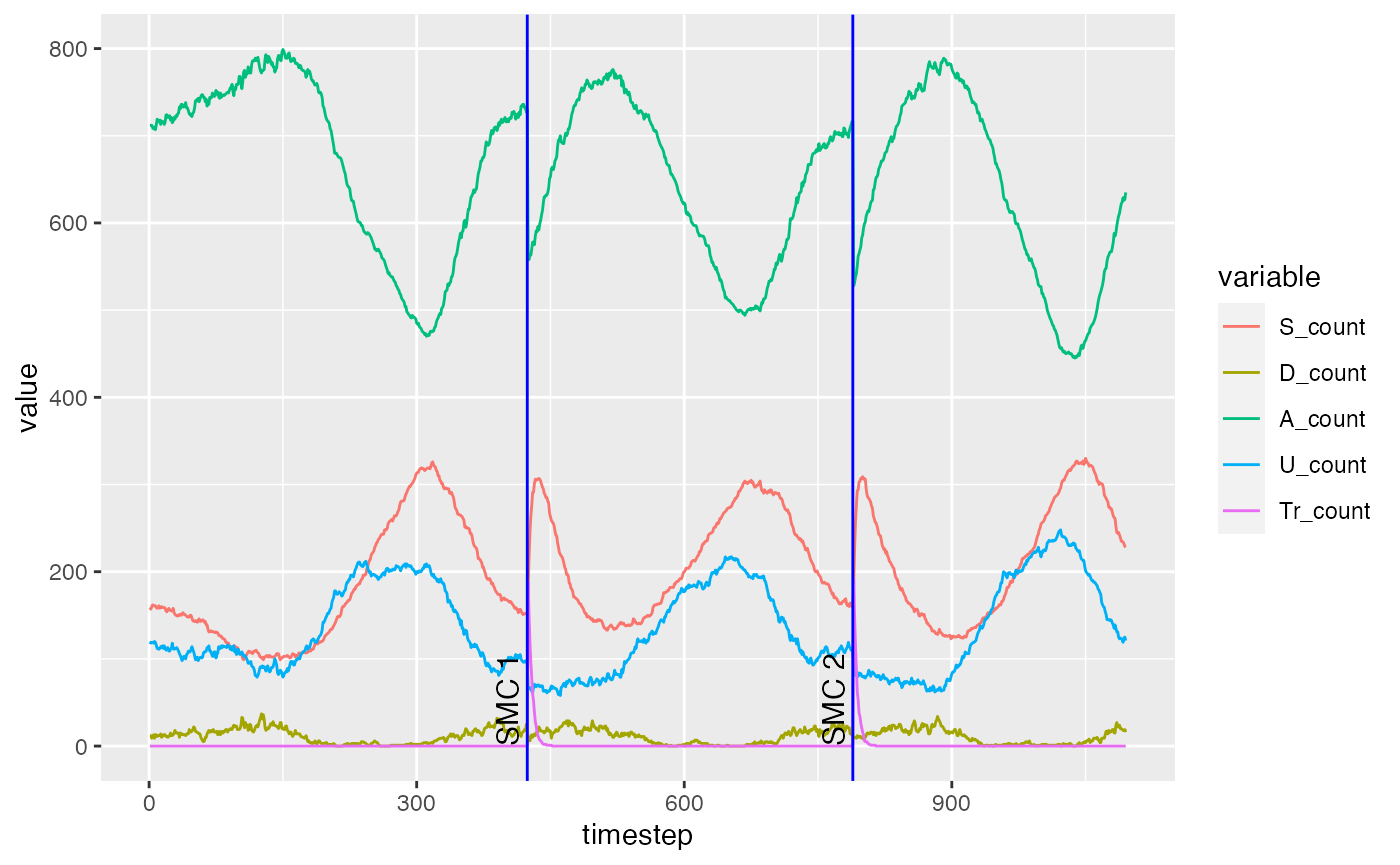 800
600
400
200
0
value
SMC 1
SMC 2
0
300
600
900
timestep
variable
S_count
D_count
A_count
U_count
Tr_count